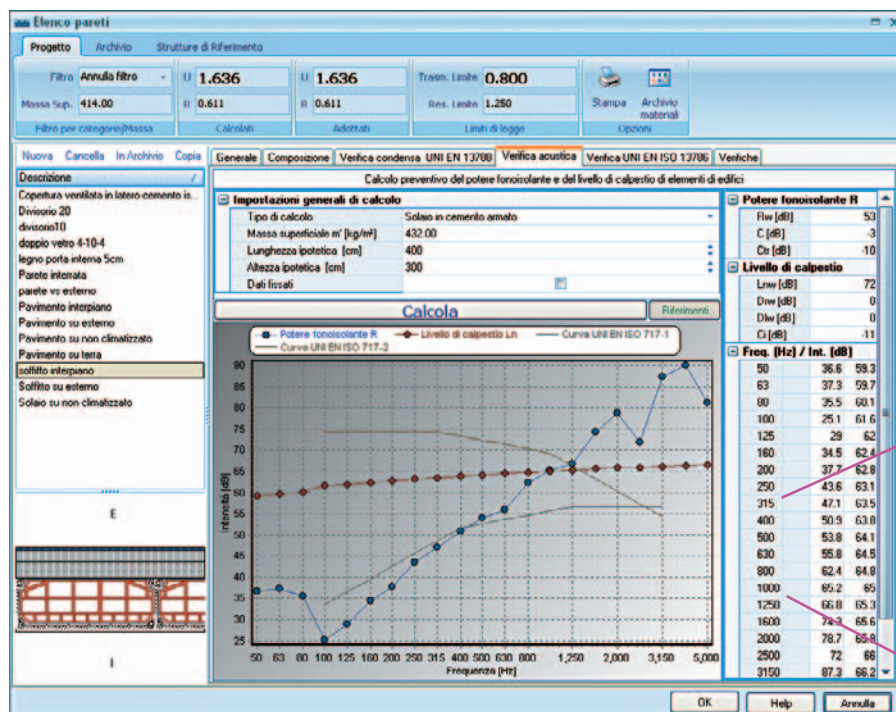 Elenco pareti
Progetto Archivio Strutture di Riferimento
Filtro Annulla filtro
Massa Sup. 414.00
Filtro per categorie/Massa
U 1.636
R 0.611
Calcolati
U 1.636
R 0.611
Adottati
Trasm. Limite 0.800
Res. Limite 1.250
Limiti di legge
Stampa Archivio materiali
Opzioni
Nuova Cancella In Archivio Copia
Descrizione
Copertura ventilata in latero-cemento is...
Divisorio 20
divisorio10
doppio vetro 4-10-4
legno porta interna 5cm
Parete interrata
parete vs esterno
Pavimento interpiano
Pavimento su esterno
Pavimento su non climatizzato
Pavimento su terra
soffitto interpiano
Soffitto su esterno
Solaio su non climatizzato
E
I
Generale Composizione Verifica condensa UNI EN 13788 Verifica acustica Verifica UNI EN ISO 13786 Verifiche
Calcolo preventivo del potere fonoisolante e del livello di calpestio di elementi di edifici
Impostazioni generali di calcolo
Tipo di calcolo Solaio in cemento armato
Massa superficiale m' [kg/m²] 432.00
Lunghezza ipotetica [cm] 400
Altezza ipotetica [cm] 300
Dati fissati
Calcola Riferimenti
Potere fonoisolante R Livello di calpestio Ln Curva UNI EN ISO 717-1
Curva UNI EN ISO 717-2
90
85
80
75
70
65
60
55
50
45
40
35
30
25
Intensità [dB]
50 63 80 100 125 160 200 250 315 400 500 630 800 1,250 2,000 3,150 5,000
Frequenza [Hz]
Potere fonoisolante R
Rw [dB] 53
C [dB] -3
Ctr [dB] -10
Livello di calpestio
Lnw [dB] 72
Drw [dB] 0
Dlw [dB] 0
Ci [dB] -11
Freq. [Hz] / Int. [dB]
50 36.6 59.3
63 37.3 59.7
80 35.5 60.1
100 25.1 61.6
125 29 62
160 34.5 62.4
200 37.7 62.8
250 43.6 63.1
315 47.1 63.5
400 50.9 63.8
500 53.8 64.1
630 55.8 64.5
800 62.4 64.8
1000 65.2 65
1250 66.8 65.3
1600 74.3 65.6
2000 78.7 65.8
2500 72 66
3150 87.3 66.2
OK Help Annulla